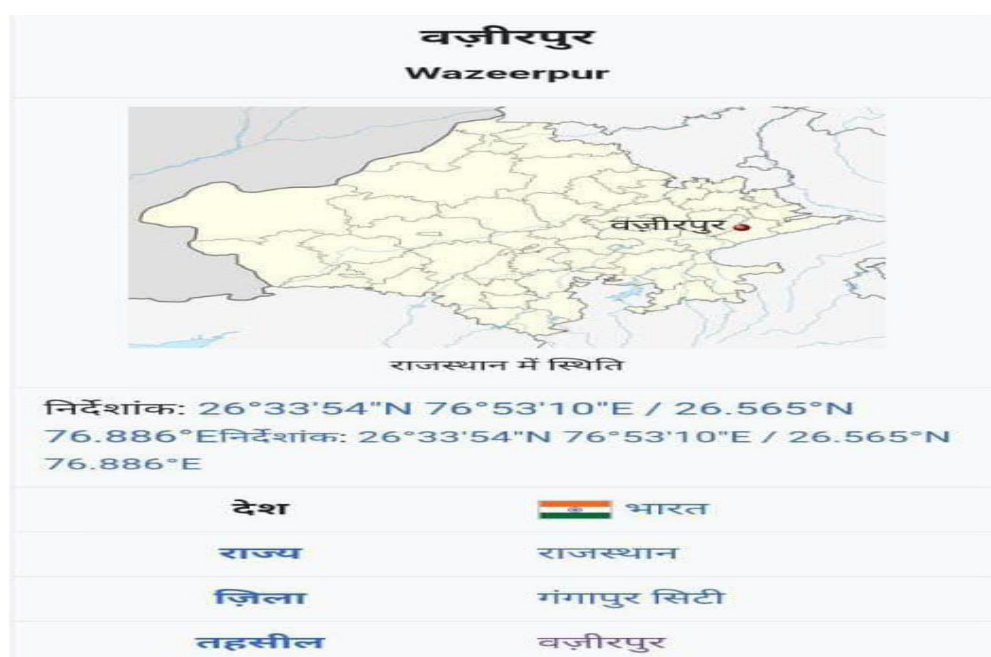 वज़ीरपुर
Wazeerpur
वज़ीरपुर
राजस्थान में स्थिति
निर्देशांक: 26°33'54"N 76°53'10"E / 26.565°N
76.886°Eनिर्देशांक: 26°33'54"N 76°53'10"E / 26.565°N
76.886°E
देश भारत
राज्य राजस्थान
ज़िला गंगापुर सिटी
तहसील वज़ीरपुर